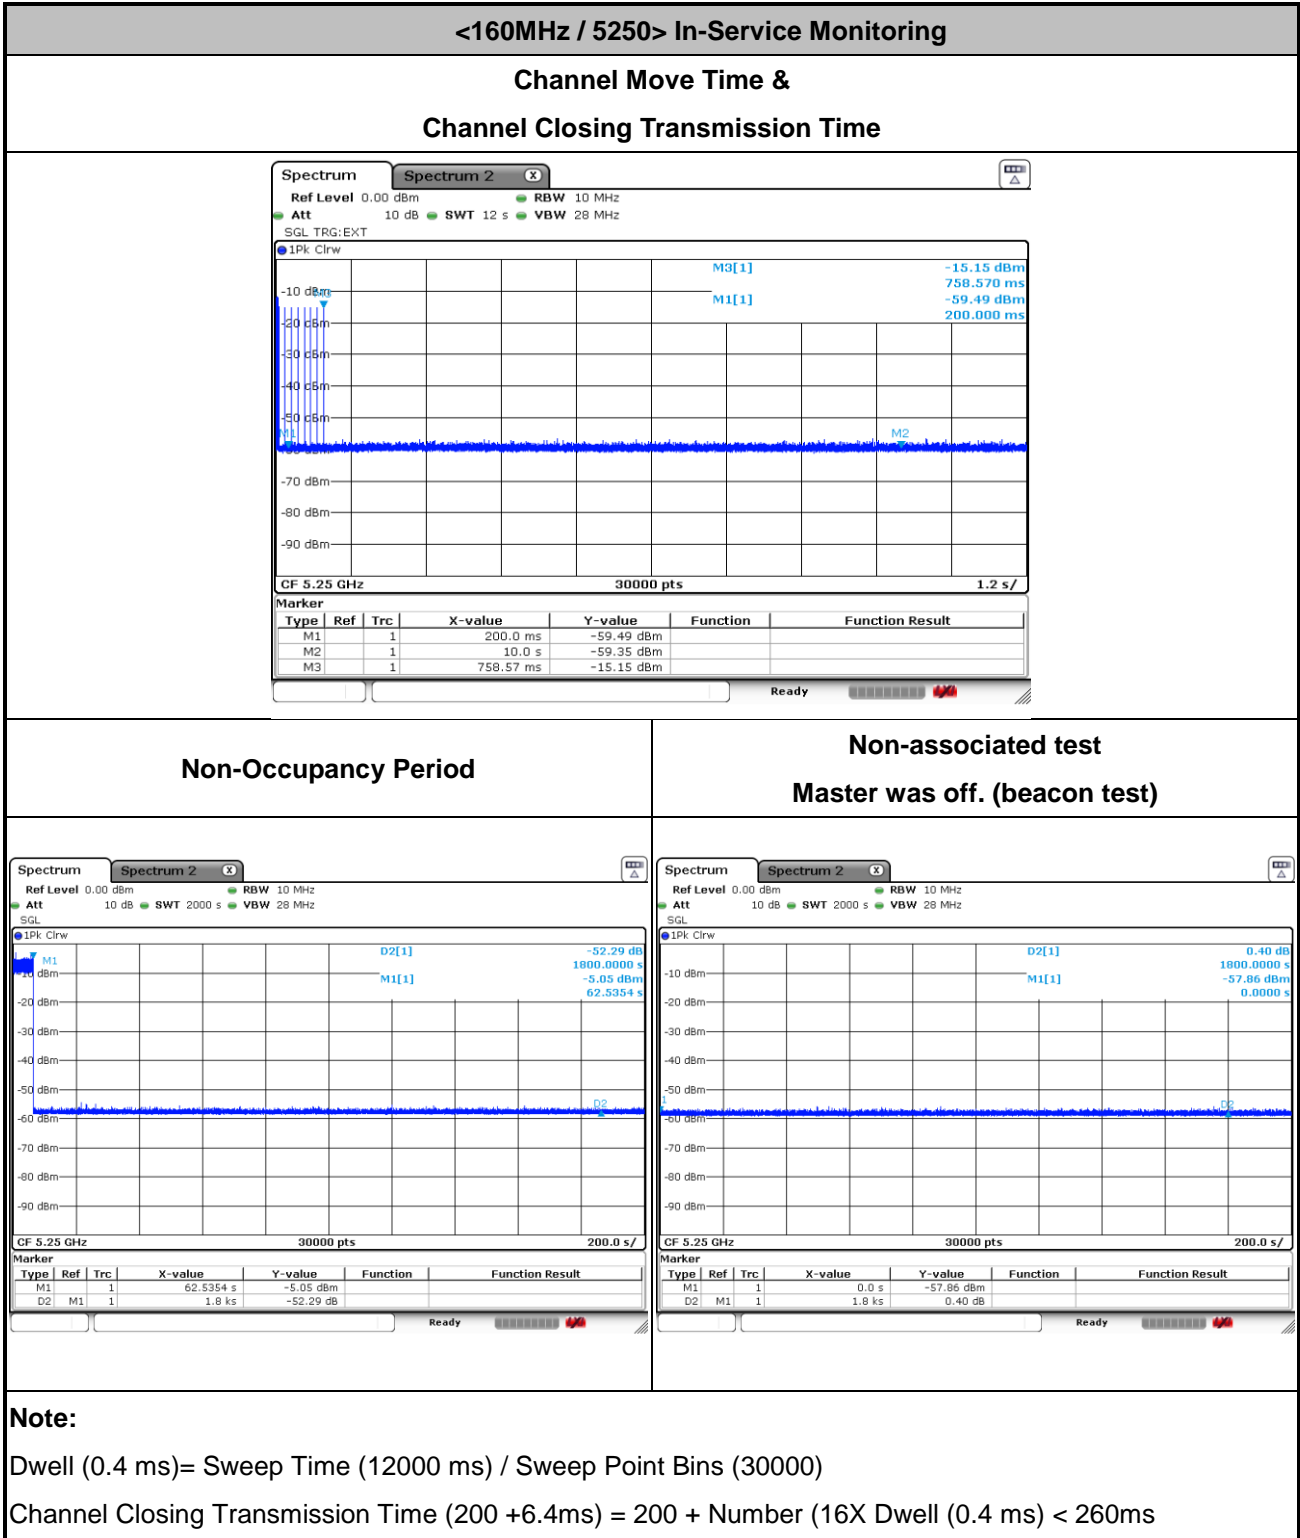 <160MHz / 5250> In-Service Monitoring
Channel Move Time &
Channel Closing Transmission Time
Spectrum
Spectrum 2
X
Ref Level 0.00 dBm
RBW 10 MHz
Att 10 dB SWT 12 s VBW 28 MHz
SGL TRG:EXT
1Pk Clrw
M3[1] -15.15 dBm
758.570 ms
M1[1] -59.49 dBm
200.000 ms
M3
-10 dBm
-20 dBm
-30 dBm
-40 dBm
-50 dBm
M1
M2
-60 dBm
-70 dBm
-80 dBm
-90 dBm
CF 5.25 GHz 30000 pts 1.2 s/
Marker
Type Ref Trc X-value Y-value Function Function Result
M1 1 200.0 ms -59.49 dBm
M2 1 10.0 s -59.35 dBm
M3 1 758.57 ms -15.15 dBm
Ready
Non-Occupancy Period
Spectrum
Spectrum 2
X
Ref Level 0.00 dBm
RBW 10 MHz
Att 10 dB SWT 2000 s VBW 28 MHz
SGL
1Pk Clrw
D2[1] -52.29 dB
1800.0000 s
M1[1] -5.05 dBm
62.5354 s
M1
-10 dBm
-20 dBm
-30 dBm
-40 dBm
-50 dBm
D2
-60 dBm
-70 dBm
-80 dBm
-90 dBm
CF 5.25 GHz 30000 pts 200.0 s/
Marker
Type Ref Trc X-value Y-value Function Function Result
M1 1 62.5354 s -5.05 dBm
D2 M1 1 1.8 ks -52.29 dB
Ready
Non-associated test
Master was off. (beacon test)
Spectrum
Spectrum 2
X
Ref Level 0.00 dBm
RBW 10 MHz
Att 10 dB SWT 2000 s VBW 28 MHz
SGL
1Pk Clrw
D2[1] 0.40 dB
1800.0000 s
M1[1] -57.86 dBm
0.0000 s
-10 dBm
-20 dBm
-30 dBm
-40 dBm
-50 dBm
1
D2
-60 dBm
-70 dBm
-80 dBm
-90 dBm
CF 5.25 GHz 30000 pts 200.0 s/
Marker
Type Ref Trc X-value Y-value Function Function Result
M1 1 0.0 s -57.86 dBm
D2 M1 1 1.8 ks 0.40 dB
Ready
Note:
Dwell (0.4 ms)= Sweep Time (12000 ms) / Sweep Point Bins (30000)
Channel Closing Transmission Time (200 +6.4ms) = 200 + Number (16X Dwell (0.4 ms) < 260ms